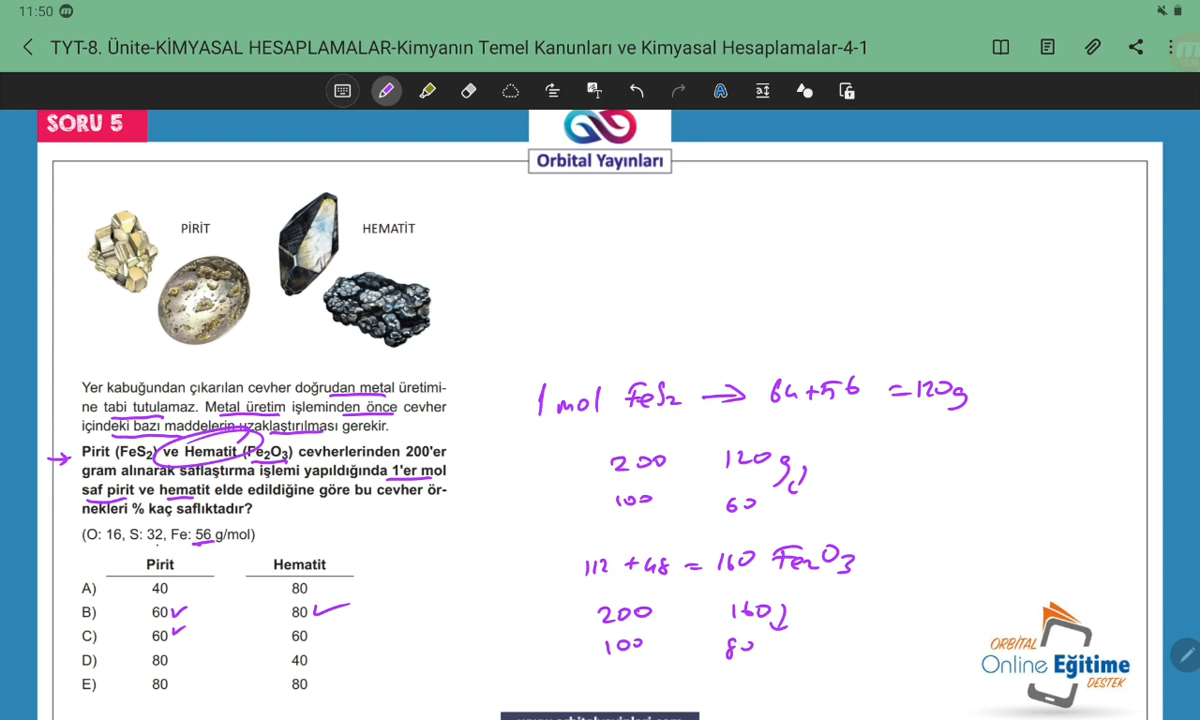 11:50
TYT-8. Ünite-KİMYASAL HESAPLAMALAR-Kimyanın Temel Kanunları ve Kimyasal Hesaplamalar-4-1
SORU 5
Orbital Yayınları
PİRİT
HEMATİT
Yer kabuğundan çıkarılan cevher doğrudan metal üretimi-
ne tabi tutulamaz. Metal üretim işleminden önce cevher
içindeki bazı maddelerin uzaklaştırılması gerekir.
Pirit (FeS₂) ve Hematit (Fe₂O₃) cevherlerinden 200'er
gram alınarak saflaştırma işlemi yapıldığında 1'er mol
saf pirit ve hematit elde edildiğine göre bu cevher ör-
nekleri % kaç saflıktadır?
(O: 16, S: 32, Fe: 56 g/mol)
Pirit Hematit
A) 40 80
B) 60 80
C) 60 60
D) 80 40
E) 80 80
1 mol FeS₂ → 64+56 = 120g
200 120g
100 60
112 + 48 = 160 Fe₂O₃
200 160
100 80
ORBİTAL
Online Eğitime
DESTEK